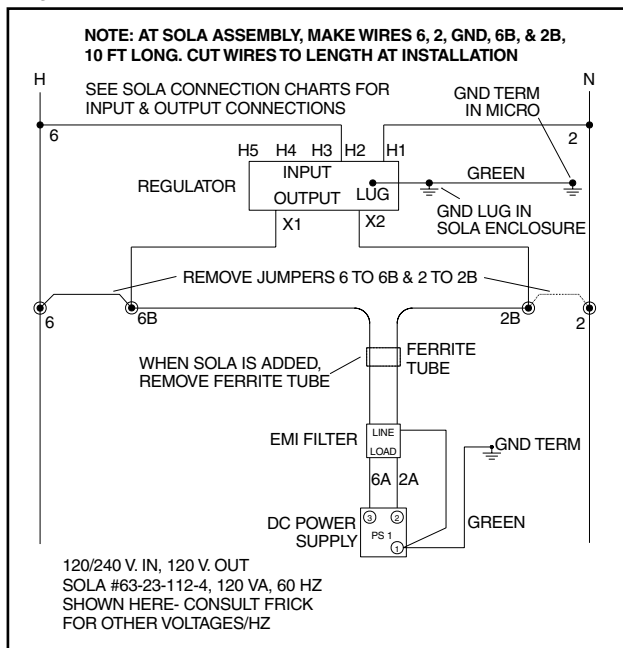 NOTE: AT SOLA ASSEMBLY, MAKE WIRES 6, 2, GND, 6B, & 2B,
10 FT LONG. CUT WIRES TO LENGTH AT INSTALLATION
H
N
SEE SOLA CONNECTION CHARTS FOR
INPUT & OUTPUT CONNECTIONS
GND TERM
IN MICRO
6
2
H5 H4 H3 H2 H1
INPUT
GREEN
REGULATOR
OUTPUT
LUG
GND LUG IN
SOLA ENCLOSURE
X1
X2
REMOVE JUMPERS 6 TO 6B & 2 TO 2B
6
6B
2B
2
WHEN SOLA IS ADDED,
REMOVE FERRITE TUBE
FERRITE
TUBE
EMI FILTER
LINE
LOAD
GND TERM
6A
2A
DC POWER
SUPPLY
3
2
PS 1
1
GREEN
120/240 V. IN, 120 V. OUT
SOLA #63-23-112-4, 120 VA, 60 HZ
SHOWN HERE- CONSULT FRICK
FOR OTHER VOLTAGES/HZ